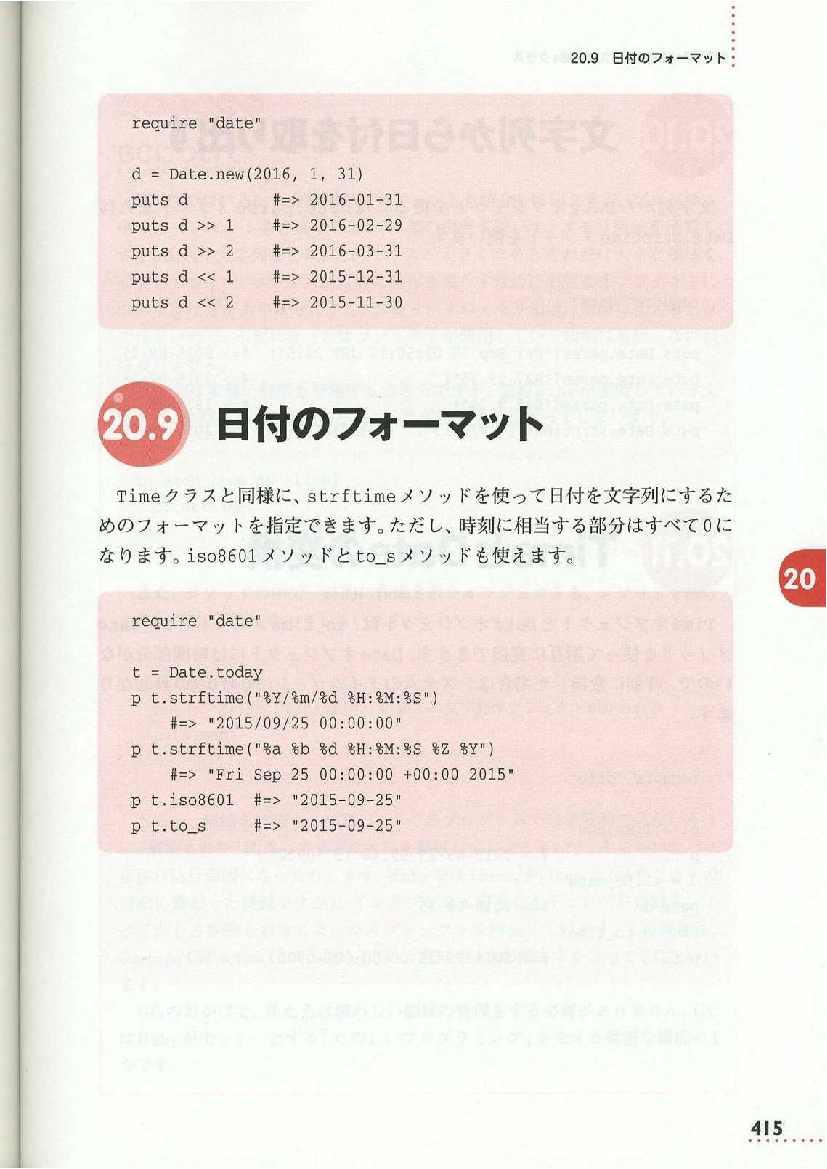 20.9 日付のフォーマット
require "date"
d = Date.new(2016, 1, 31)
puts d #=> 2016-01-31
puts d >> 1 #=> 2016-02-29
puts d >> 2 #=> 2016-03-31
puts d << 1 #=> 2015-12-31
puts d << 2 #=> 2015-11-30
20.9 日付のフォーマット
Timeクラスと同様に、strftimeメソッドを使って日付を文字列にするた
めのフォーマットを指定できます。ただし、時刻に相当する部分はすべて0に
なります。iso8601メソッドとto_sメソッドも使えます。
20
require "date"
t = Date.today
p t.strftime("%Y/%m/%d %H:%M:%S")
#=> "2015/09/25 00:00:00"
p t.strftime("%a %b %d %H:%M:%S %Z %Y")
#=> "Fri Sep 25 00:00:00 +00:00 2015"
p t.iso8601 #=> "2015-09-25"
p t.to_s #=> "2015-09-25"
415